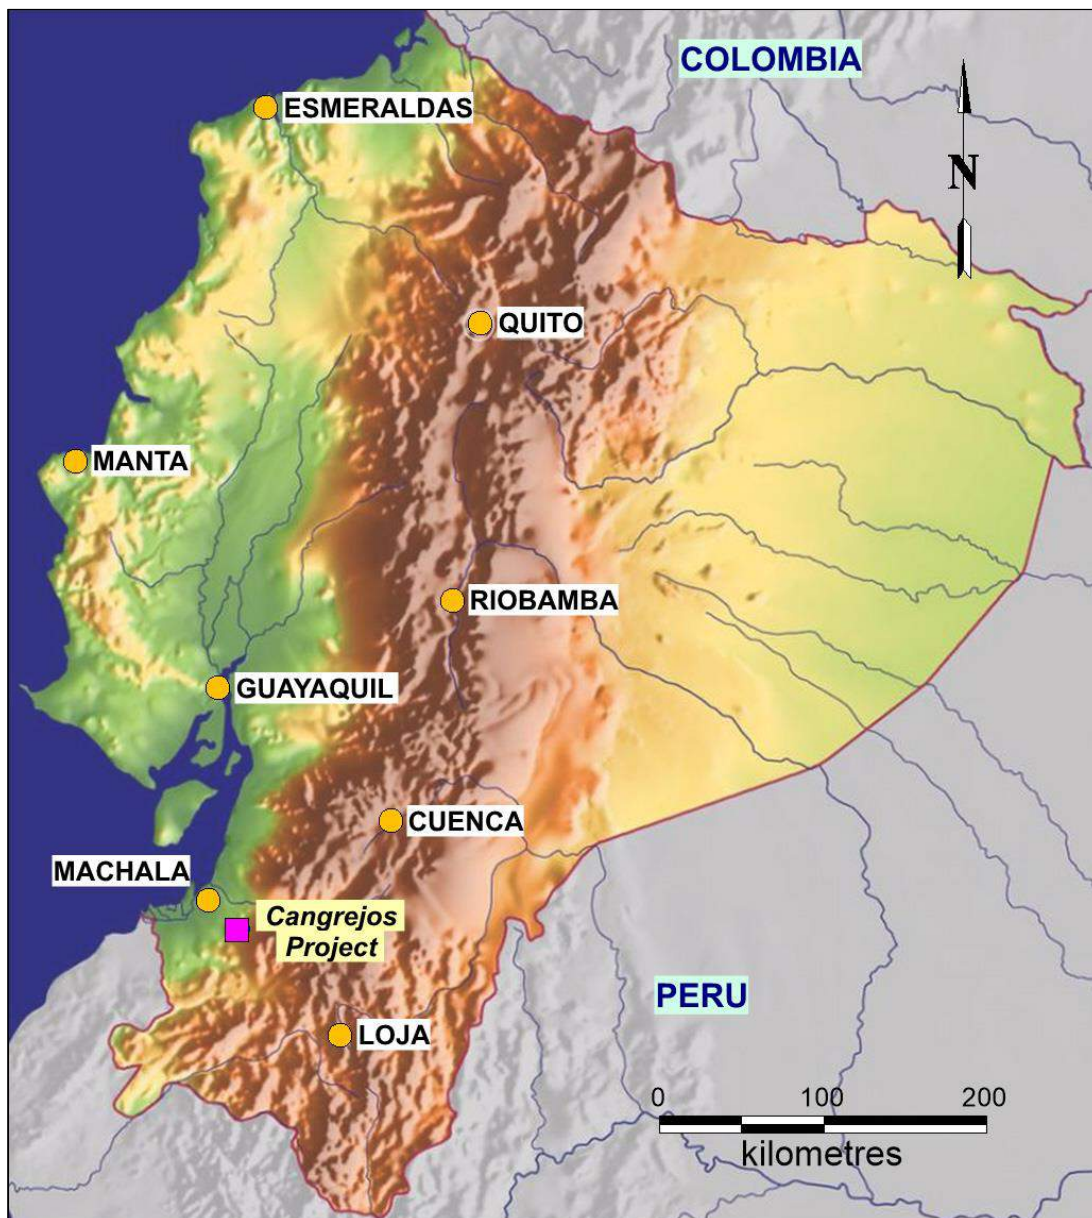 COLOMBIA
ESMERALDAS
N
QUITO
MANTA
RIOBAMBA
GUAYAQUIL
CUENCA
MACHALA
Cangrejos
Project
PERU
LOJA
0 100 200
kilometres